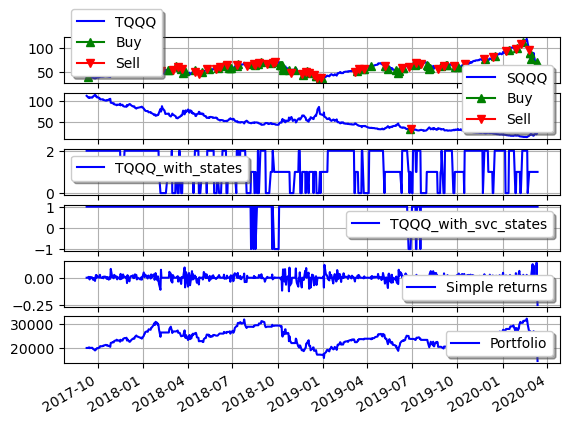 TQQQ
Buy
Sell
100
50
SQQQ
Buy
Sell
100
50
2
0
TQQQ_with_states
1
0
−1
TQQQ_with_svc_states
0.00
−0.25
Simple returns
30000
20000
Portfolio
2017-10
2018-01
2018-04
2018-07
2018-10
2019-01
2019-04
2019-07
2019-10
2020-01
2020-04